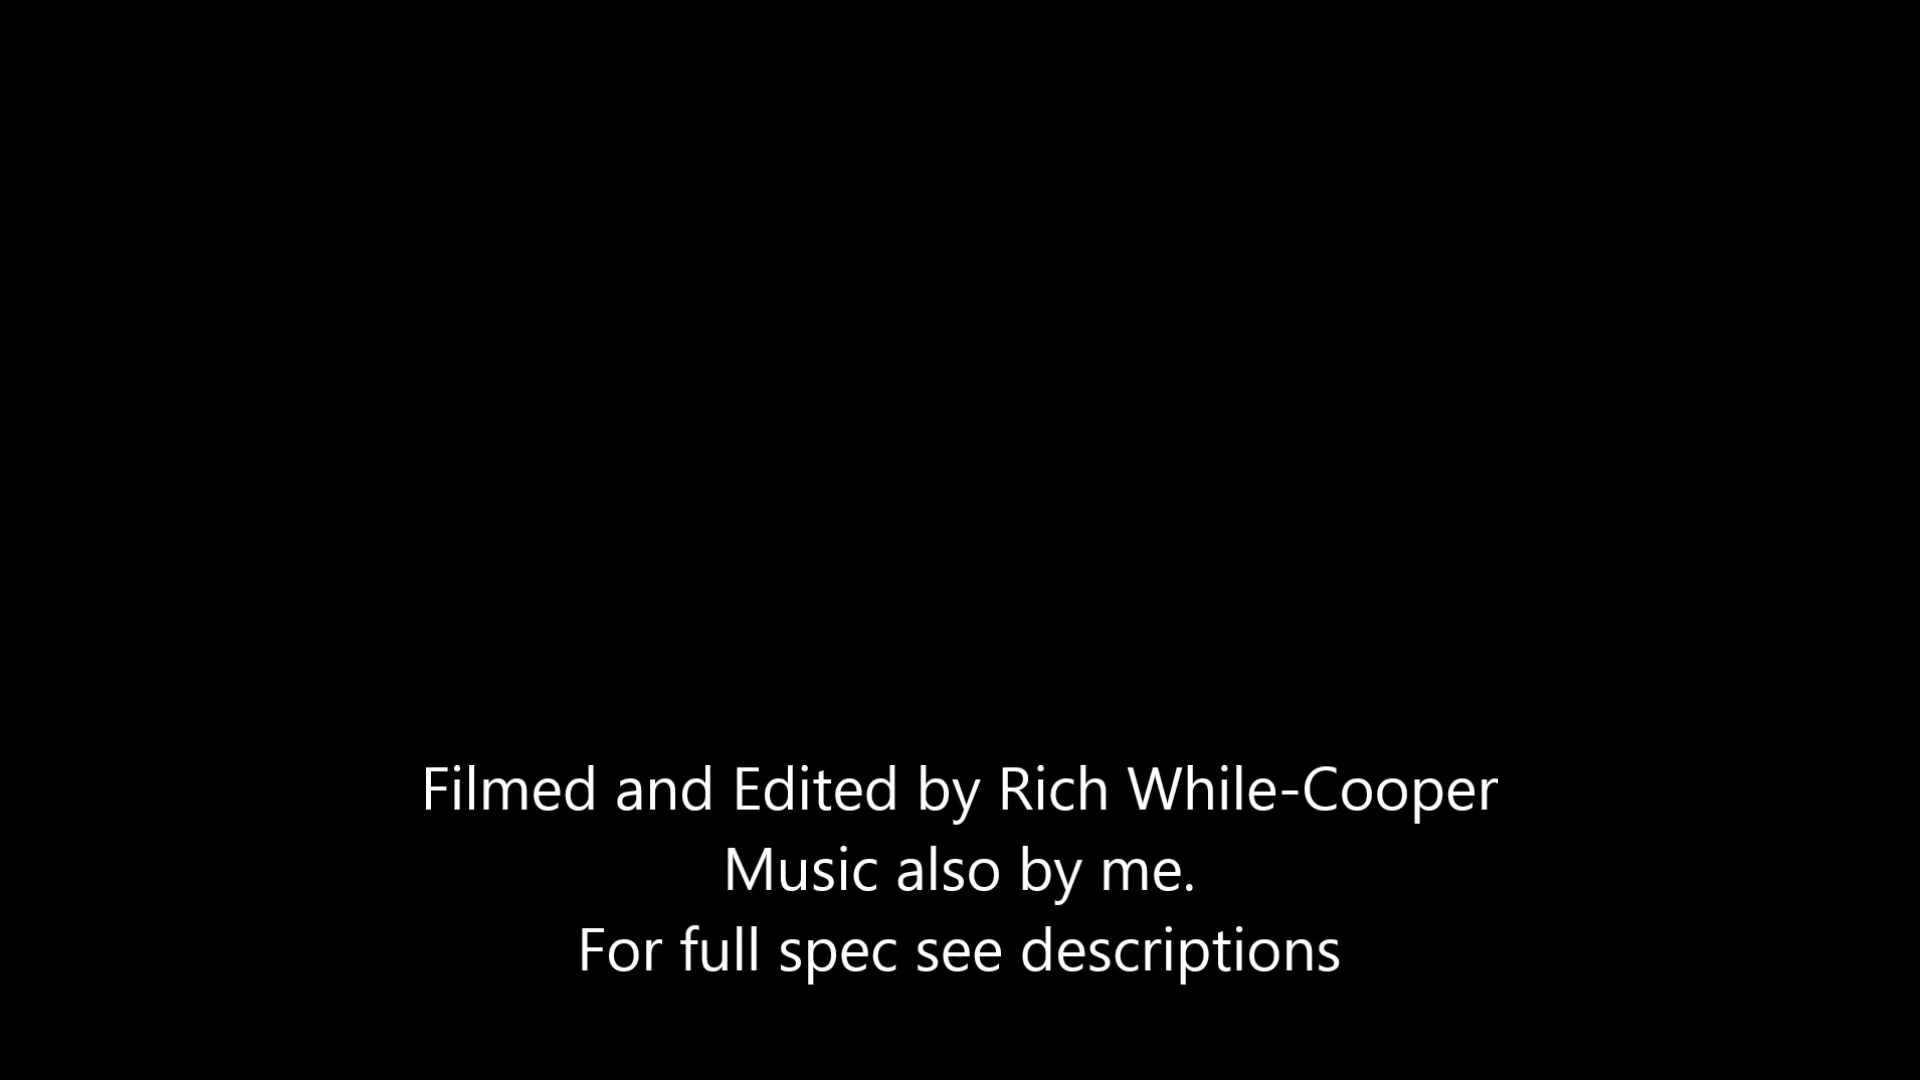 Filmed and Edited by Rich While-Cooper
Music also by me.
For full spec see descriptions